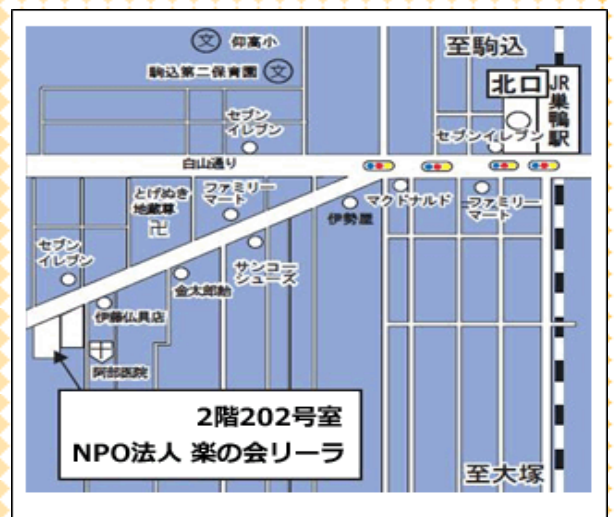 文
仰高小
駒込第二保育園
文
至駒込
北口
JR
巣
鴨
駅
セブン
イレブン
セブンイレブン
白山通り
とげぬき
地蔵尊
卍
ファミリー
マート
伊勢屋
マクドナルド
ファミリー
マート
セブン
イレブン
サンコー
シューズ
金太郎飴
伊藤仏具店
阿部医院
2階202号室
NPO法人 楽の会リーラ
至大塚